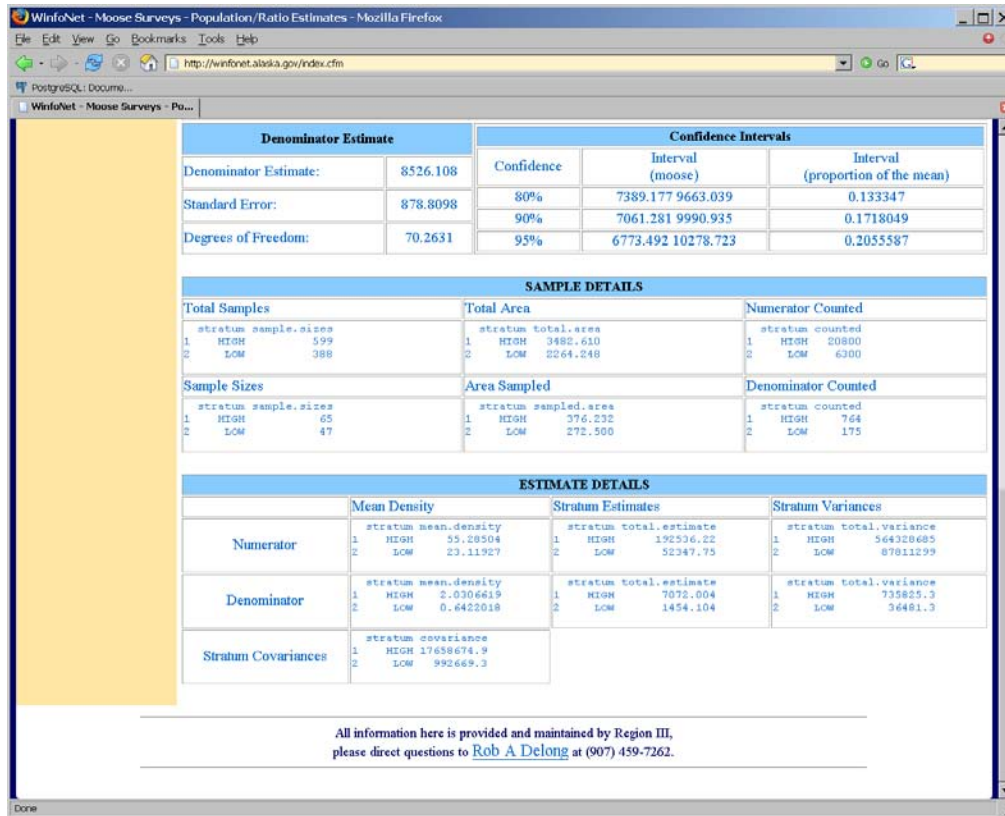 WinfoNet - Moose Surveys - Population/Ratio Estimates - Mozilla Firefox
File Edit View Go Bookmarks Tools Help
http://winfonet.alaska.gov/index.cfm
Go
PostgreSQL: Docume...
WinfoNet - Moose Surveys - Po...
Denominator Estimate
Denominator Estimate: 8526.108
Standard Error: 878.8098
Degrees of Freedom: 70.2631
Confidence Intervals
Confidence Interval (moose) Interval (proportion of the mean)
80% 7389.177 9663.039 0.133347
90% 7061.281 9990.935 0.1718049
95% 6773.492 10278.723 0.2055587
SAMPLE DETAILS
Total Samples Total Area Numerator Counted
stratum sample.sizes stratum total.area stratum counted
1 HIGH 599 1 HIGH 3482.610 1 HIGH 20800
2 LOW 388 2 LOW 2264.248 2 LOW 6300
Sample Sizes Area Sampled Denominator Counted
stratum sample.sizes stratum sampled.area stratum counted
1 HIGH 65 1 HIGH 376.232 1 HIGH 764
2 LOW 47 2 LOW 272.500 2 LOW 175
ESTIMATE DETAILS
Mean Density Stratum Estimates Stratum Variances
Numerator
stratum mean.density stratum total.estimate stratum total.variance
1 HIGH 55.28504 1 HIGH 192536.22 1 HIGH 564328685
2 LOW 23.11927 2 LOW 52347.75 2 LOW 87811299
Denominator
stratum mean.density stratum total.estimate stratum total.variance
1 HIGH 2.0306619 1 HIGH 7072.004 1 HIGH 735825.3
2 LOW 0.6422018 2 LOW 1454.104 2 LOW 36481.3
Stratum Covariances
stratum covariance
1 HIGH 17658674.9
2 LOW 992669.3
All information here is provided and maintained by Region III,
please direct questions to Rob A Delong at (907) 459-7262.
Done